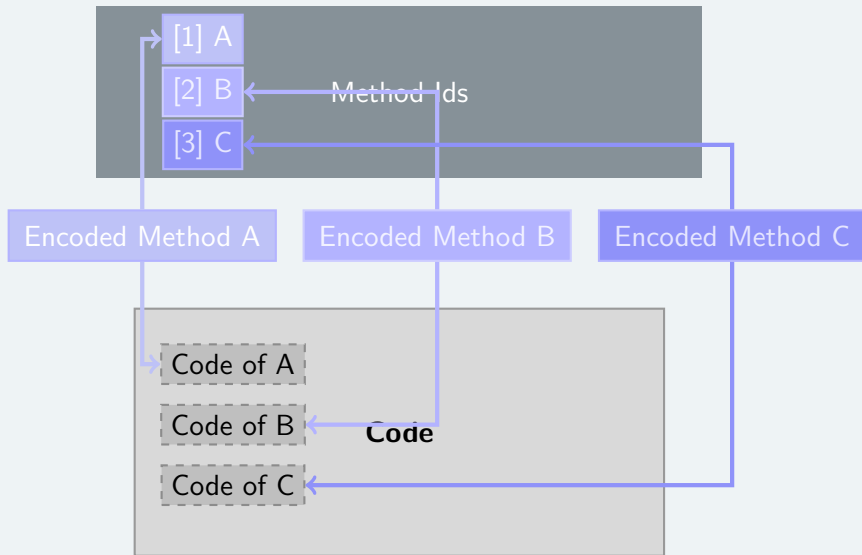 [1] A
[2] B
Method Ids
[3] C
Encoded Method A
Encoded Method B
Encoded Method C
Code of A
Code of B
Code
Code of C